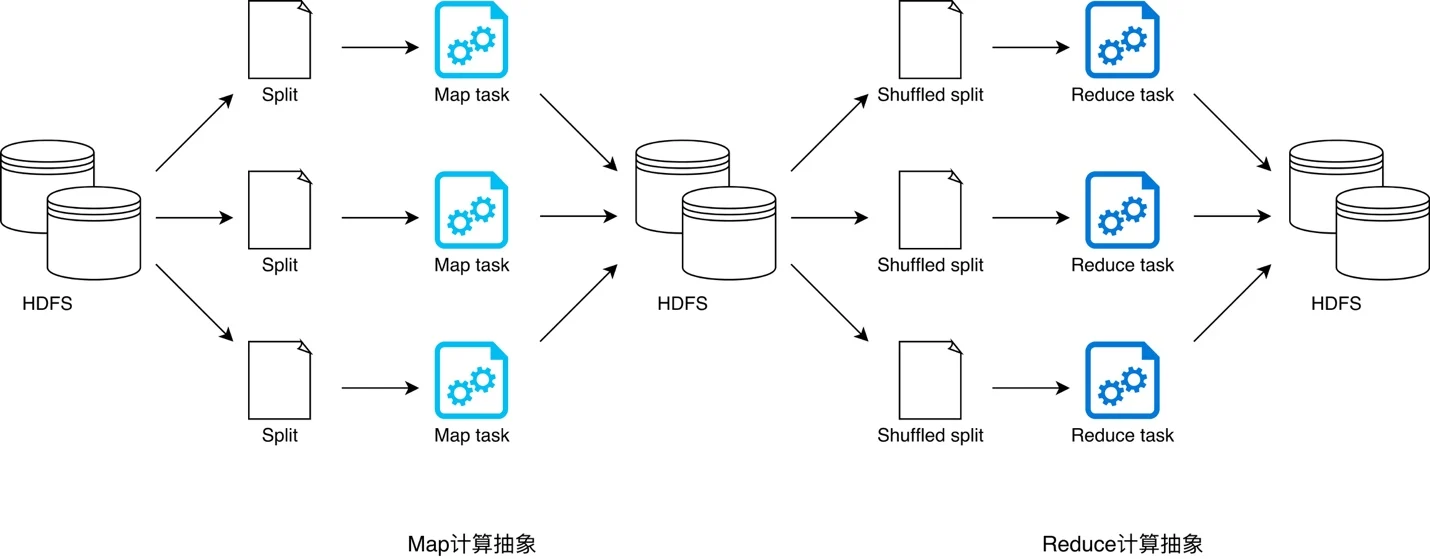 Split
Map task
Shuffled split
Reduce task
Split
Map task
Shuffled split
Reduce task
HDFS
HDFS
HDFS
Split
Map task
Shuffled split
Reduce task
Map计算抽象
Reduce计算抽象